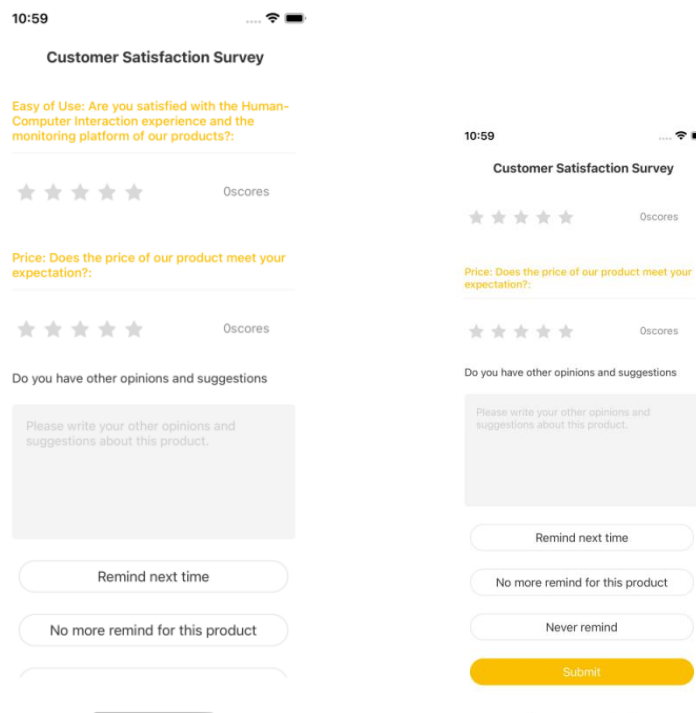 10:59
Customer Satisfaction Survey
Easy of Use: Are you satisfied with the Human-
Computer Interaction experience and the
monitoring platform of our products?:
0scores
Price: Does the price of our product meet your
expectation?:
0scores
Do you have other opinions and suggestions
Please write your other opinions and
suggestions about this product.
Remind next time
No more remind for this product
10:59
Customer Satisfaction Survey
0scores
Price: Does the price of our product meet your
expectation?:
0scores
Do you have other opinions and suggestions
Please write your other opinions and
suggestions about this product.
Remind next time
No more remind for this product
Never remind
Submit